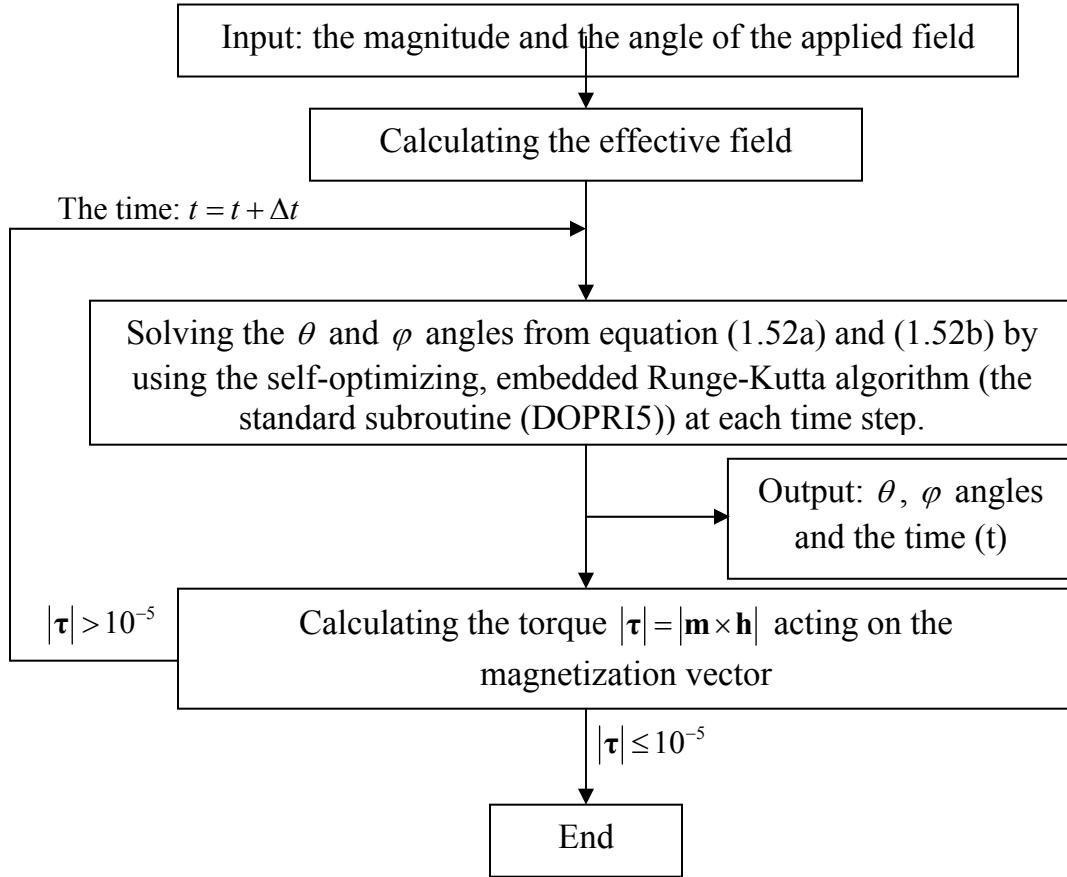 Input: the magnitude and the angle of the applied field
Calculating the effective field
The time: t = t + Δt
Solving the θ and φ angles from equation (1.52a) and (1.52b) by
using the self-optimizing, embedded Runge-Kutta algorithm (the
standard subroutine (DOPRI5)) at each time step.
Output: θ, φ angles
and the time (t)
|τ| > 10⁻⁵
Calculating the torque |τ| = |m × h| acting on the
magnetization vector
|τ| ≤ 10⁻⁵
End